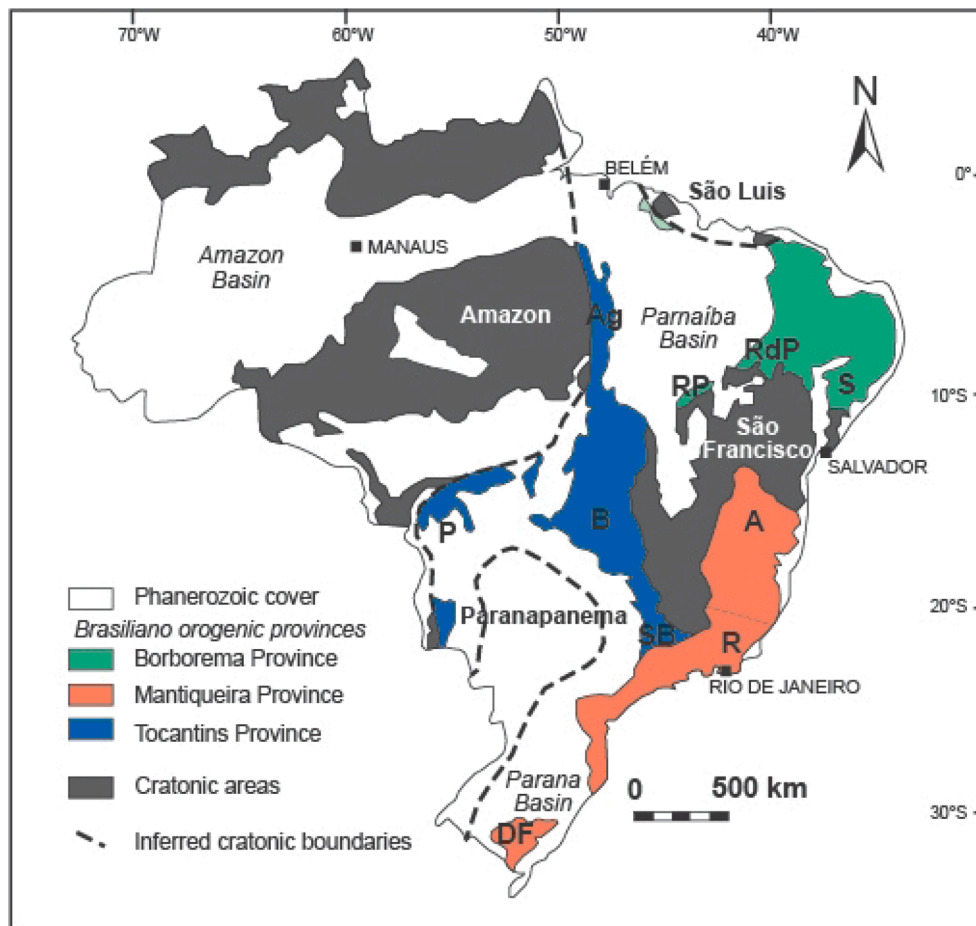 70°W 60°W 50°W 40°W
N
BELÉM
0°
São Luis
MANAUS
Amazon
Basin
Amazon
Ag
Parnaíba
Basin
RdP
RP
S
10°S
São
Francisco
SALVADOR
A
B
P
Phanerozoic cover
Paranapanema
Brasiliano orogenic provinces
SB
R
20°S
Borborema Province
RIO DE JANEIRO
Mantiqueira Province
Tocantins Province
Cratonic areas
Parana
Basin
0 500 km
30°S
DF
Inferred cratonic boundaries